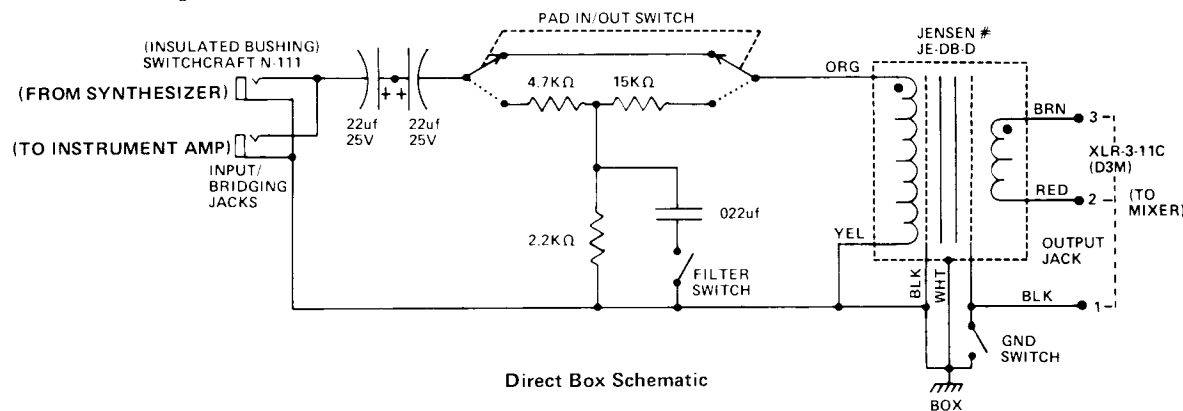 PAD IN/OUT SWITCH
JENSEN #
JE-DB-D
(INSULATED BUSHING)
SWITCHCRAFT N-111
(FROM SYNTHESIZER)
(TO INSTRUMENT AMP)
INPUT/
BRIDGING
JACKS
+ +
22uf
25V
22uf
25V
4.7KΩ
15KΩ
2.2KΩ
022uf
FILTER
SWITCH
ORG
YEL
BLK
WHT
BRN
RED
BLK
3
2
1
XLR-3-11C
(D3M)
(TO
MIXER)
OUTPUT
JACK
GND
SWITCH
BOX
Direct Box Schematic